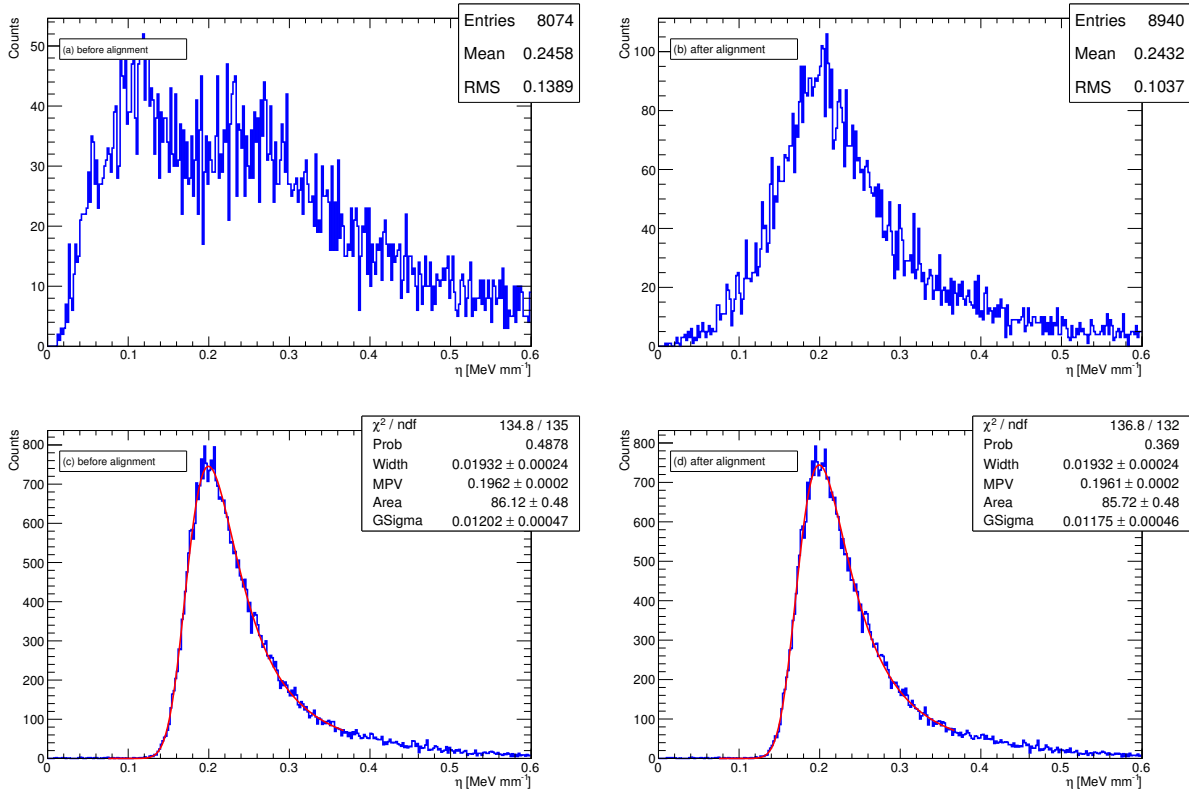 Entries 8074
Mean 0.2458
RMS 0.1389
(a) before alignment
Counts
50
40
30
20
10
0
0 0.1 0.2 0.3 0.4 0.5 0.6
η [MeV mm⁻¹]
Entries 8940
Mean 0.2432
RMS 0.1037
(b) after alignment
Counts
100
80
60
40
20
0
0 0.1 0.2 0.3 0.4 0.5 0.6
η [MeV mm⁻¹]
χ² / ndf 134.8 / 135
Prob 0.4878
Width 0.01932 ± 0.00024
MPV 0.1962 ± 0.0002
Area 86.12 ± 0.48
GSigma 0.01202 ± 0.00047
(c) before alignment
Counts
800
700
600
500
400
300
200
100
0
0 0.1 0.2 0.3 0.4 0.5 0.6
η [MeV mm⁻¹]
χ² / ndf 136.8 / 132
Prob 0.369
Width 0.01932 ± 0.00024
MPV 0.1961 ± 0.0002
Area 85.72 ± 0.48
GSigma 0.01175 ± 0.00046
(d) after alignment
Counts
800
700
600
500
400
300
200
100
0
0 0.1 0.2 0.3 0.4 0.5 0.6
η [MeV mm⁻¹]